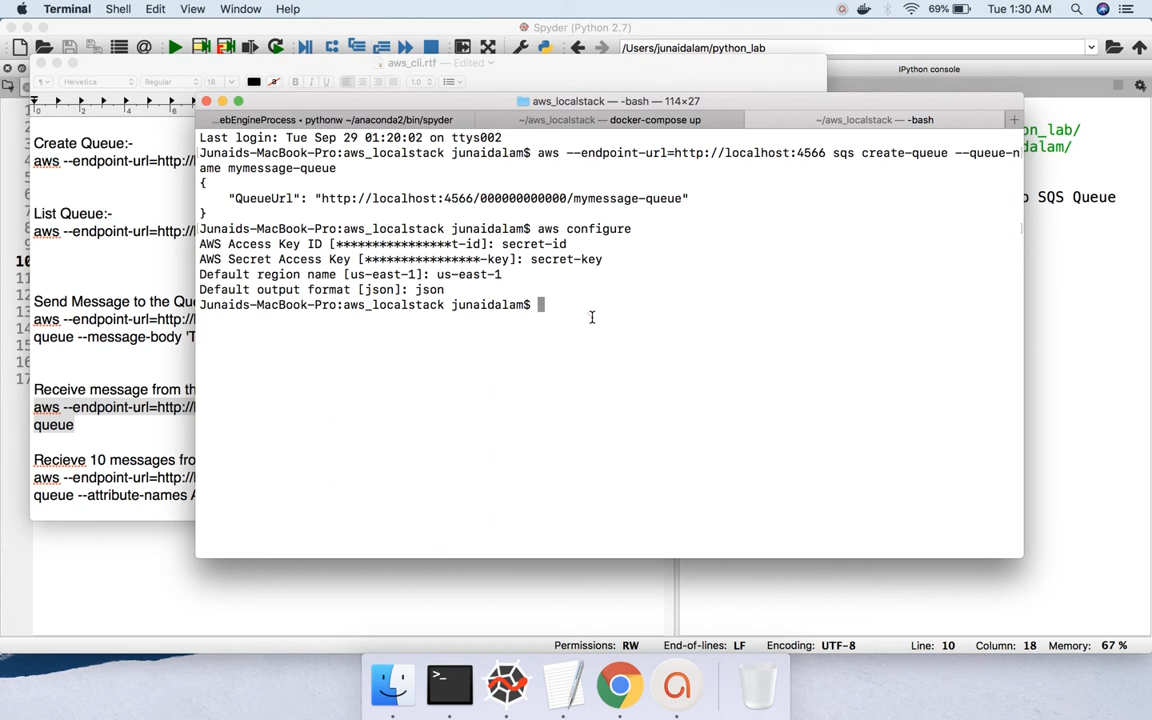 Terminal Shell Edit View Window Help 69% Tue 1:30 AM
Spyder (Python 2.7)
/Users/junaidalam/python_lab
aws_cli.rtf — Edited
IPython console
Helvetica Regular 18 B I U 1.0
aws_localstack — -bash — 114×27
...ebEngineProcess • pythonw ~/anaconda2/bin/spyder ~/aws_localstack — docker-compose up ~/aws_localstack — -bash
Create Queue:-
aws --endpoint-url=http://
List Queue:-
aws --endpoint-url=http://
Send Message to the Qu
aws --endpoint-url=http://
queue --message-body 'T
Receive message from th
aws --endpoint-url=http://
queue
Recieve 10 messages fro
aws --endpoint-url=http://
queue --attribute-names A
Last login: Tue Sep 29 01:20:02 on ttys002
Junaids-MacBook-Pro:aws_localstack junaidalam$ aws --endpoint-url=http://localhost:4566 sqs create-queue --queue-n
ame mymessage-queue
{
"QueueUrl": "http://localhost:4566/000000000000/mymessage-queue"
}
Junaids-MacBook-Pro:aws_localstack junaidalam$ aws configure
AWS Access Key ID [****************t-id]: secret-id
AWS Secret Access Key [****************-key]: secret-key
Default region name [us-east-1]: us-east-1
Default output format [json]: json
Junaids-MacBook-Pro:aws_localstack junaidalam$
on_lab/
dalam/
o SQS Queue
Permissions: RW End-of-lines: LF Encoding: UTF-8 Line: 10 Column: 18 Memory: 67 %